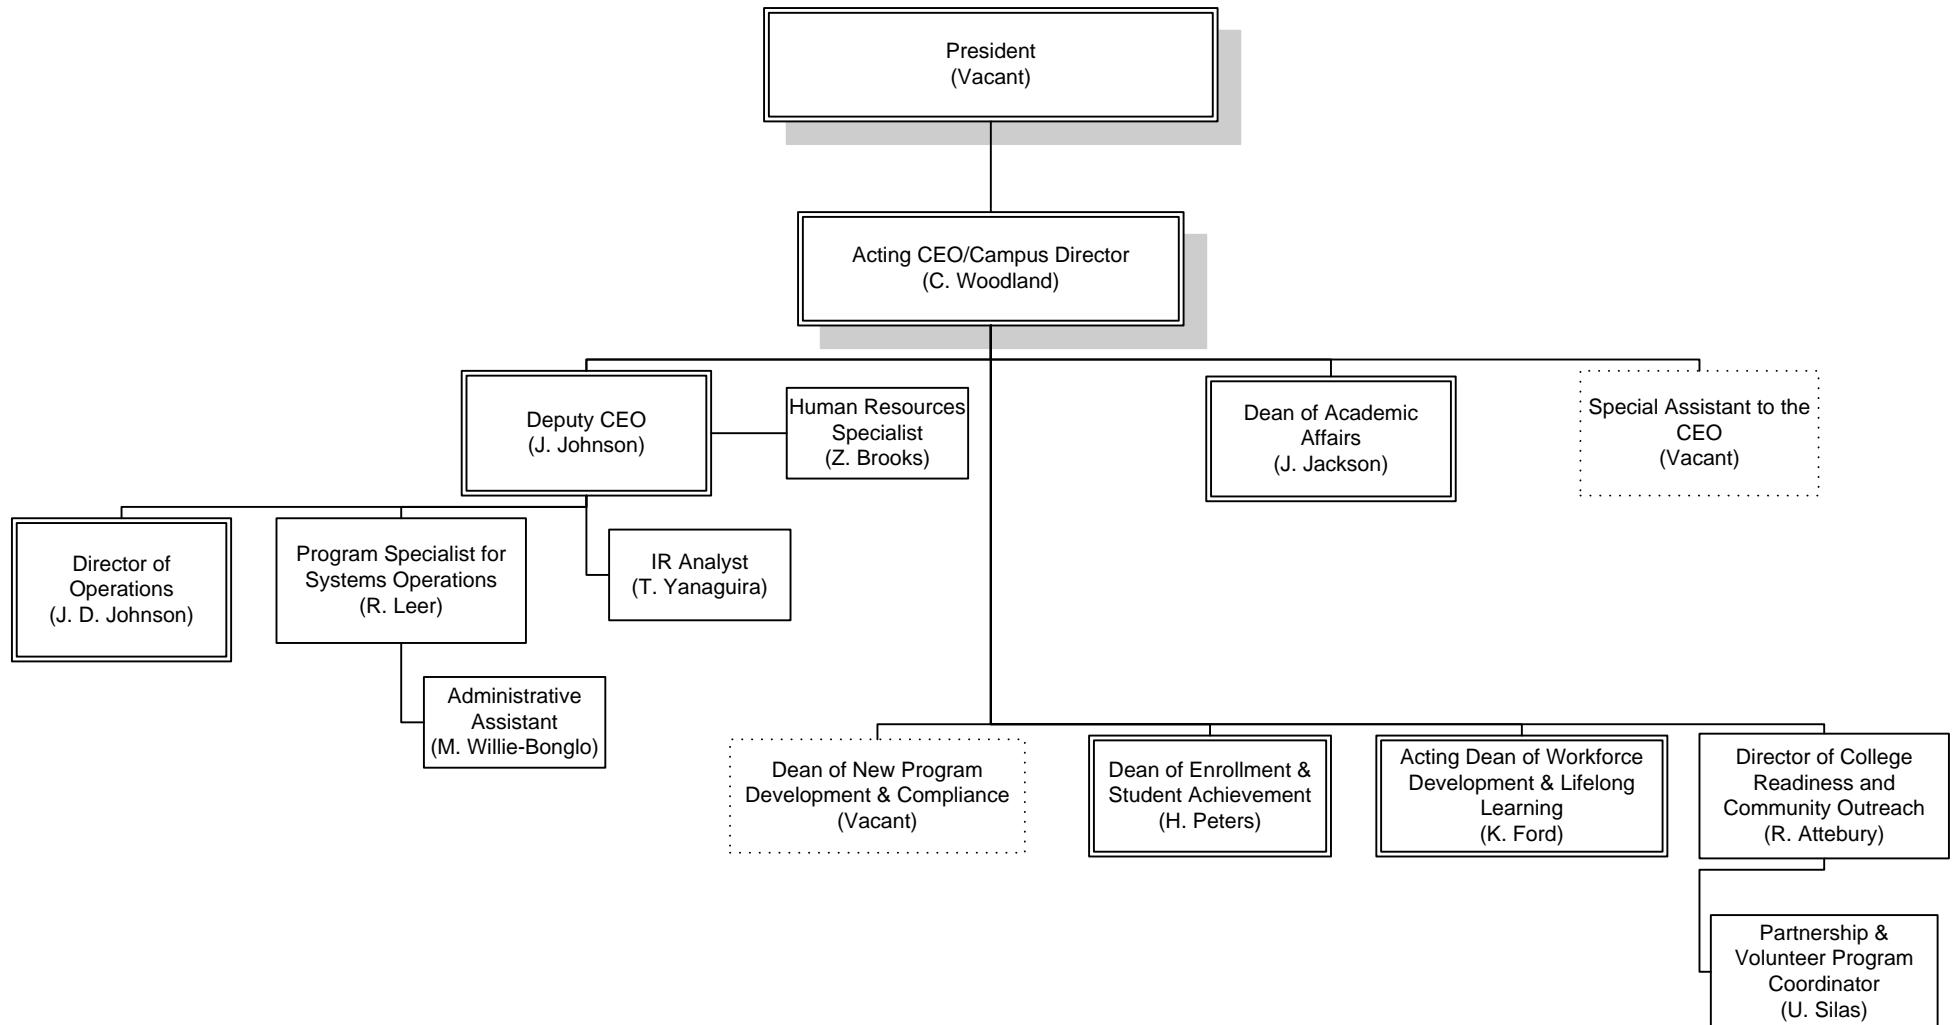 President
(Vacant)
Acting CEO/Campus Director
(C. Woodland)
Deputy CEO
(J. Johnson)
Human Resources
Specialist
(Z. Brooks)
Dean of Academic
Affairs
(J. Jackson)
Special Assistant to the
CEO
(Vacant)
Director of
Operations
(J. D. Johnson)
Program Specialist for
Systems Operations
(R. Leer)
IR Analyst
(T. Yanaguira)
Administrative
Assistant
(M. Willie-Bonglo)
Dean of New Program
Development & Compliance
(Vacant)
Dean of Enrollment &
Student Achievement
(H. Peters)
Acting Dean of Workforce
Development & Lifelong
Learning
(K. Ford)
Director of College
Readiness and
Community Outreach
(R. Attebury)
Partnership &
Volunteer Program
Coordinator
(U. Silas)